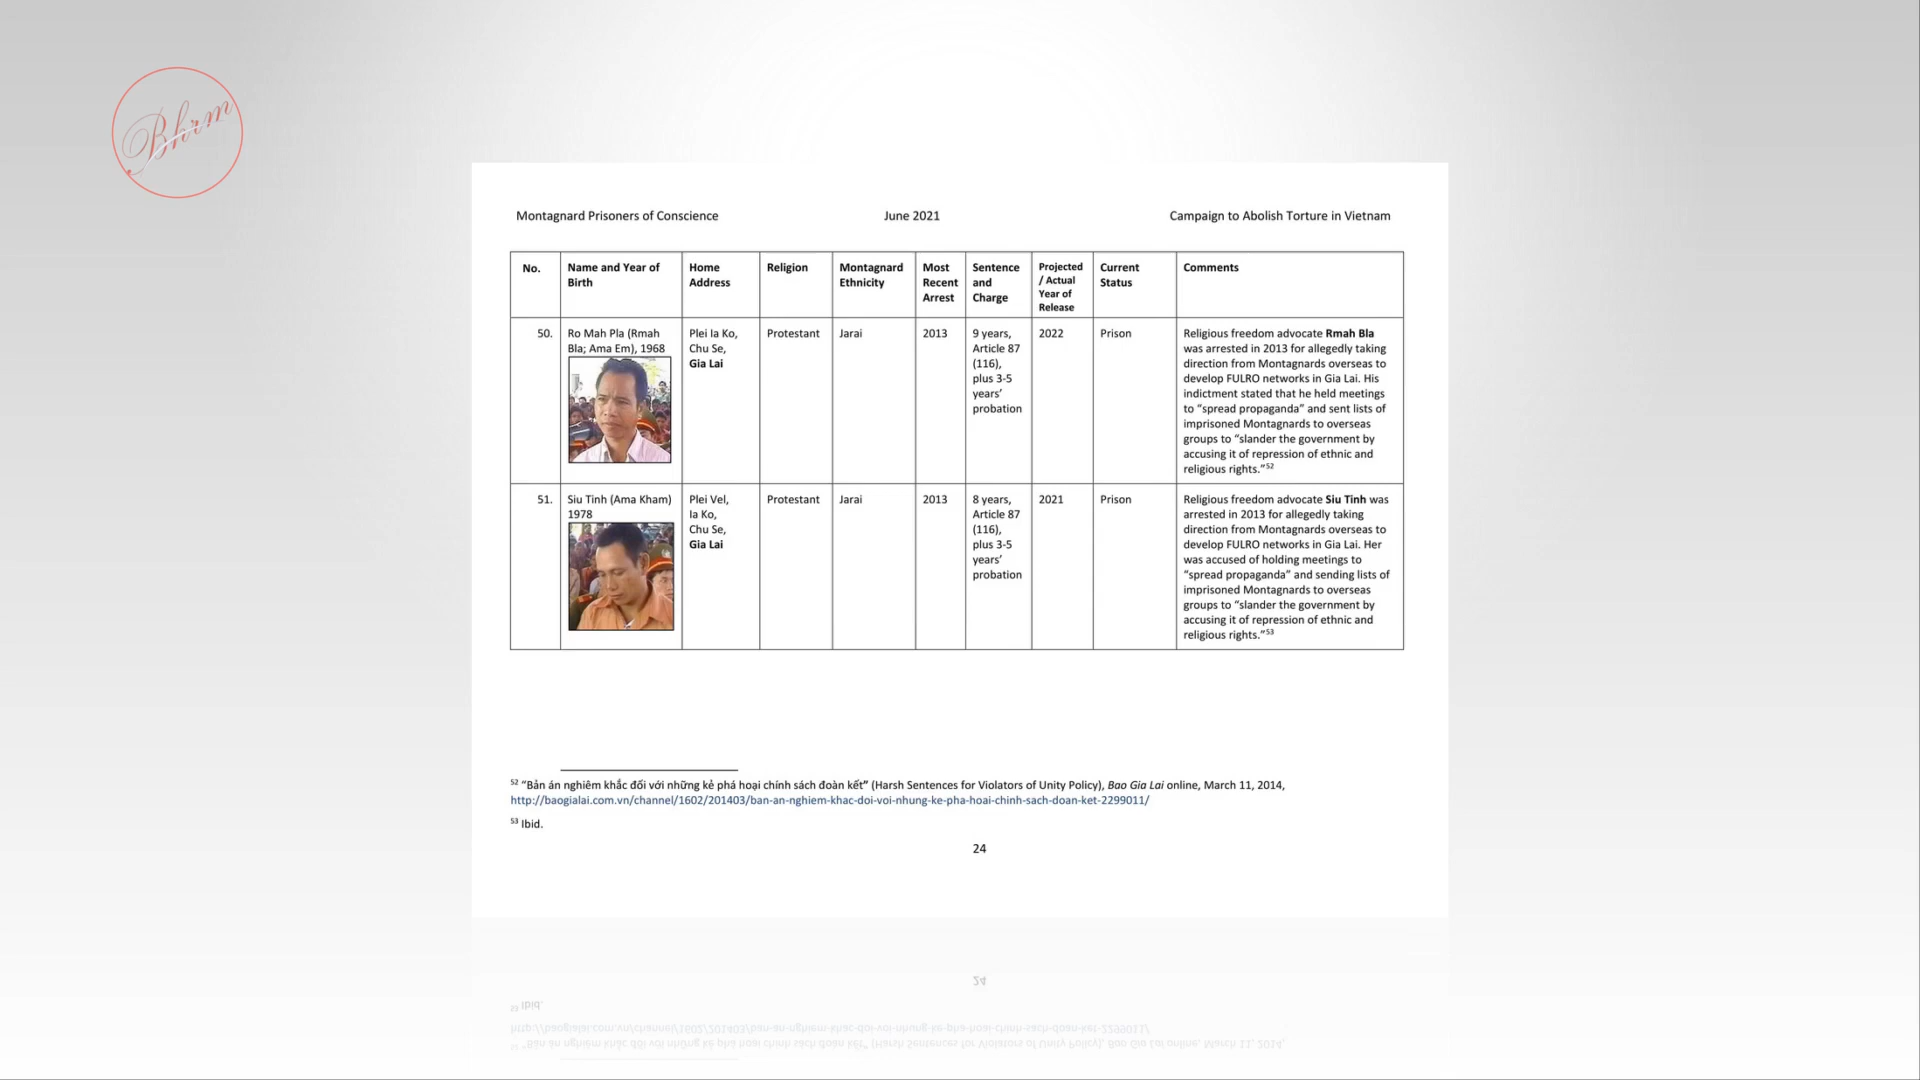 Bhrm
Montagnard Prisoners of Conscience June 2021 Campaign to Abolish Torture in Vietnam
No. Name and Year of Birth Home Address Religion Montagnard Ethnicity Most Recent Arrest Sentence and Charge Projected / Actual Year of Release Current Status Comments
50.
Ro Mah Pla (Rmah
Bla; Ama Em), 1968
Plei Ia Ko,
Chu Se,
Gia Lai
Protestant
Jarai
2013
9 years,
Article 87
(116),
plus 3-5
years’
probation
2022
Prison
Religious freedom advocate Rmah Bla
was arrested in 2013 for allegedly taking
direction from Montagnards overseas to
develop FULRO networks in Gia Lai. His
indictment stated that he held meetings
to “spread propaganda” and sent lists of
imprisoned Montagnards to overseas
groups to “slander the government by
accusing it of repression of ethnic and
religious rights.”52
51.
Siu Tinh (Ama Kham)
1978
Plei Vel,
Ia Ko,
Chu Se,
Gia Lai
Protestant
Jarai
2013
8 years,
Article 87
(116),
plus 3-5
years’
probation
2021
Prison
Religious freedom advocate Siu Tinh was
arrested in 2013 for allegedly taking
direction from Montagnards overseas to
develop FULRO networks in Gia Lai. Her
was accused of holding meetings to
“spread propaganda” and sending lists of
imprisoned Montagnards to overseas
groups to “slander the government by
accusing it of repression of ethnic and
religious rights.”53
52 “Bản án nghiêm khắc đối với những kẻ phá hoại chính sách đoàn kết” (Harsh Sentences for Violators of Unity Policy), Bao Gia Lai online, March 11, 2014,
http://baogialai.com.vn/channel/1602/201403/ban-an-nghiem-khac-doi-voi-nhung-ke-pha-hoai-chinh-sach-doan-ket-2299011/
53 Ibid.
24